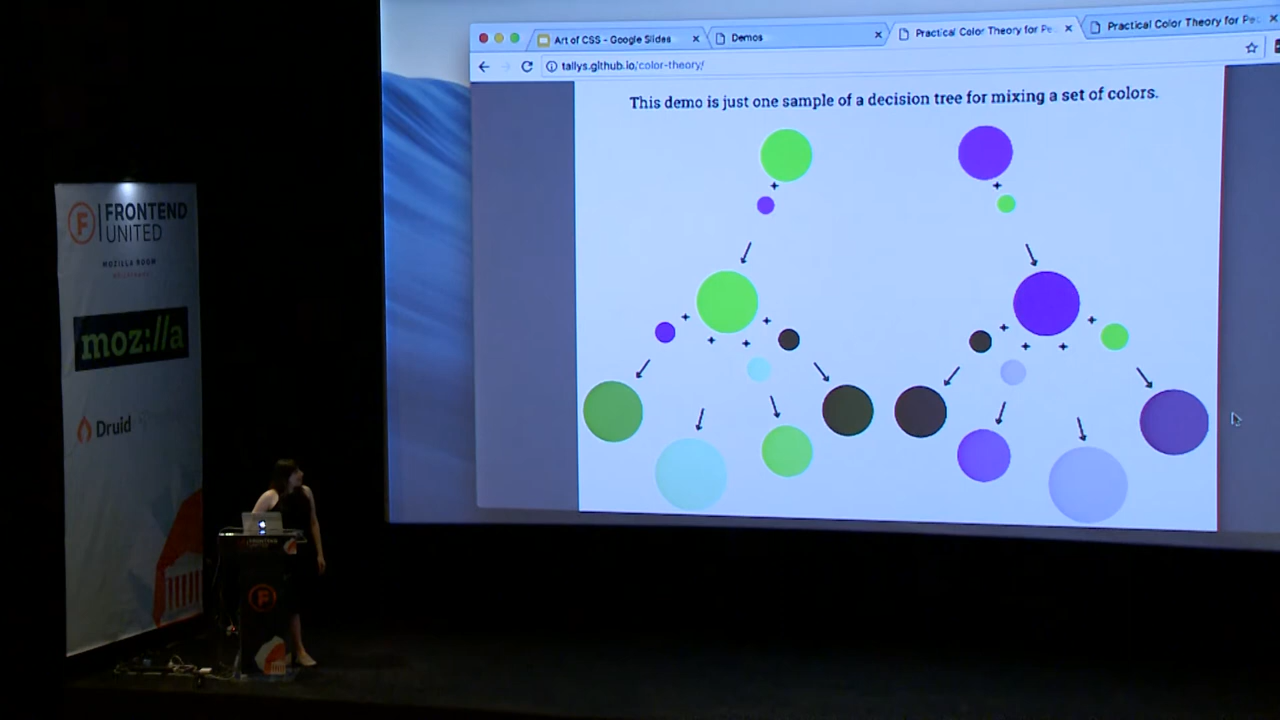 Art of CSS - Google Slides
Demos
Practical Color Theory for Pe
Practical Color Theory for Pe
tallys.github.io/color-theory/
This demo is just one sample of a decision tree for mixing a set of colors.
F FRONTEND
UNITED
MOZILLA ROOM
moz://a
Druid